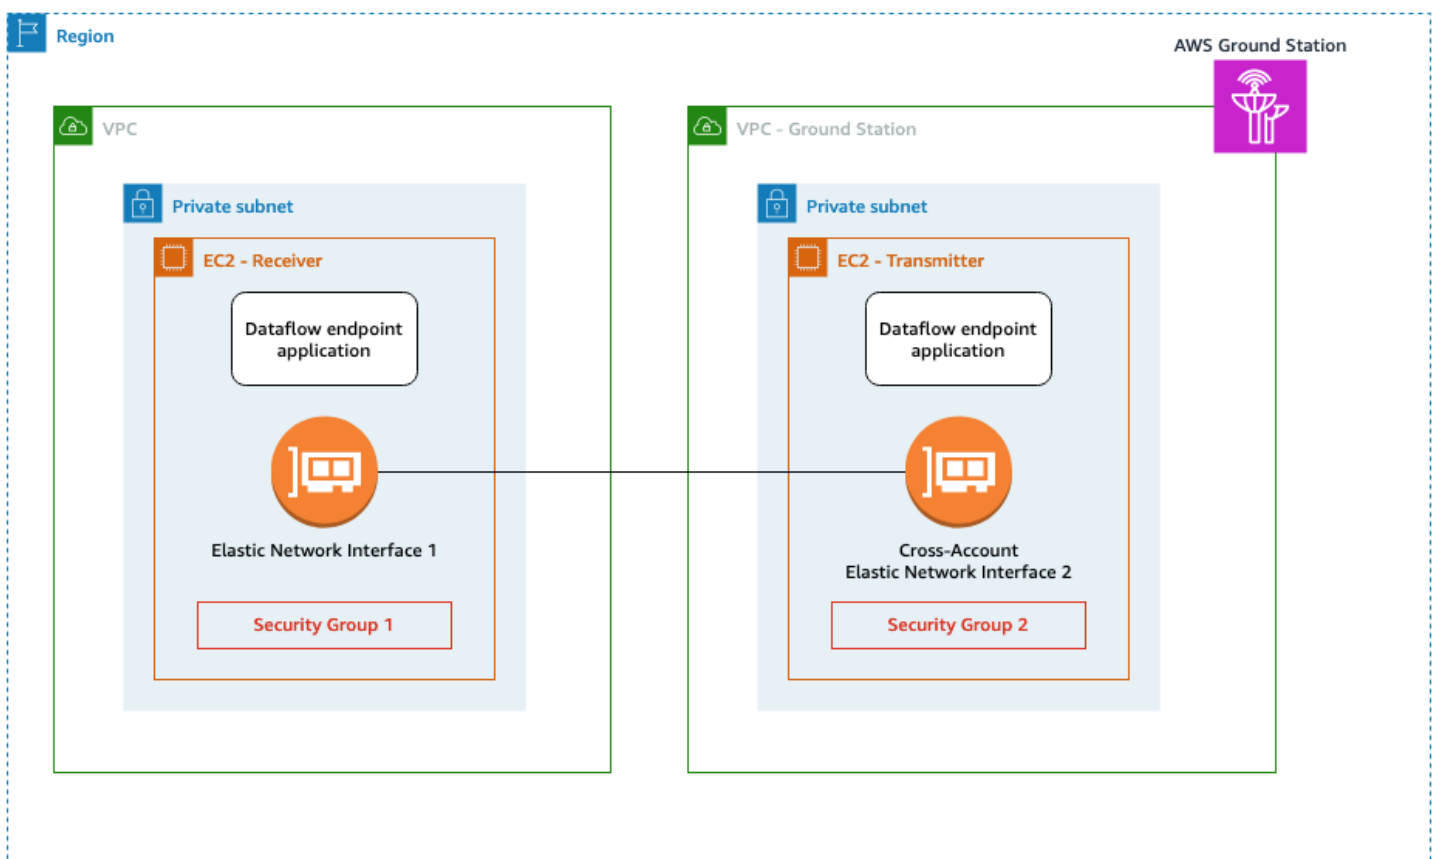 Region
AWS Ground Station
VPC
Private subnet
EC2 - Receiver
Dataflow endpoint
application
Elastic Network Interface 1
Security Group 1
VPC - Ground Station
Private subnet
EC2 - Transmitter
Dataflow endpoint
application
Cross-Account
Elastic Network Interface 2
Security Group 2